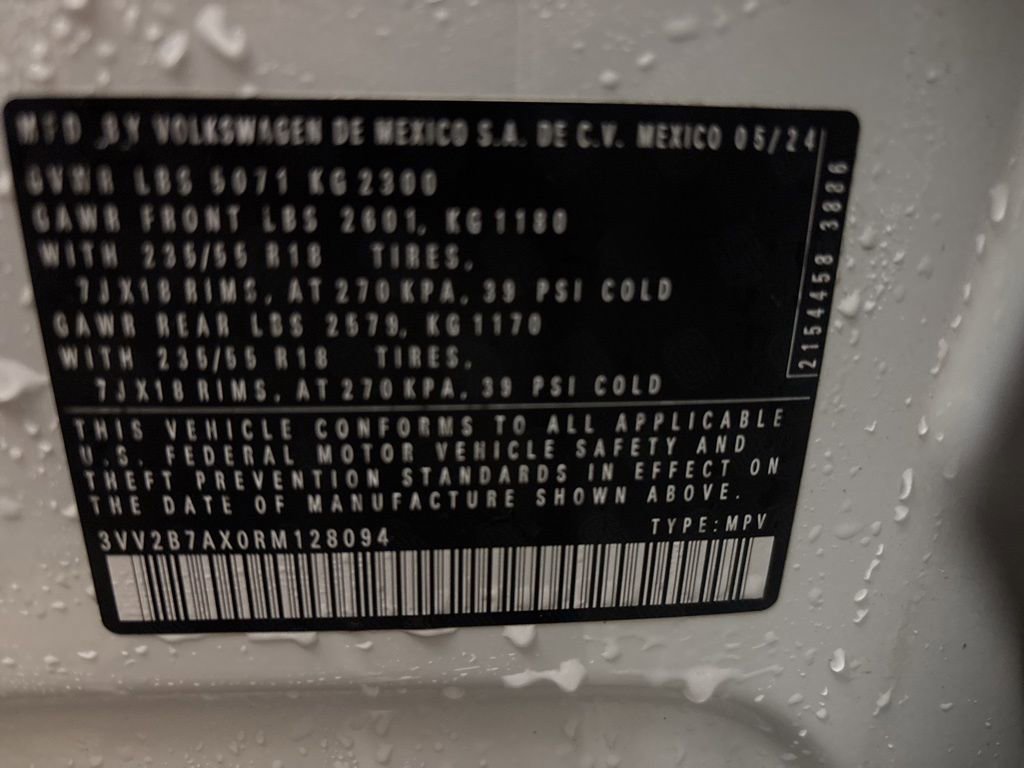 MFD BY VOLKSWAGEN DE MEXICO S.A. DE C.V. MEXICO 05/24
GVWR LBS 5071 KG 2300
GAWR FRONT LBS 2601, KG 1180
WITH 235/55 R18 TIRES,
7JX18 RIMS, AT 270 KPA, 39 PSI COLD
GAWR REAR LBS 2579, KG 1170
WITH 235/55 R18 TIRES,
7JX18 RIMS, AT 270 KPA, 39 PSI COLD
2154458 3886
THIS VEHICLE CONFORMS TO ALL APPLICABLE
U.S. FEDERAL MOTOR VEHICLE SAFETY AND
THEFT PREVENTION STANDARDS IN EFFECT ON
THE DATE OF MANUFACTURE SHOWN ABOVE.
TYPE: MPV
3VV2B7AX0RM128094